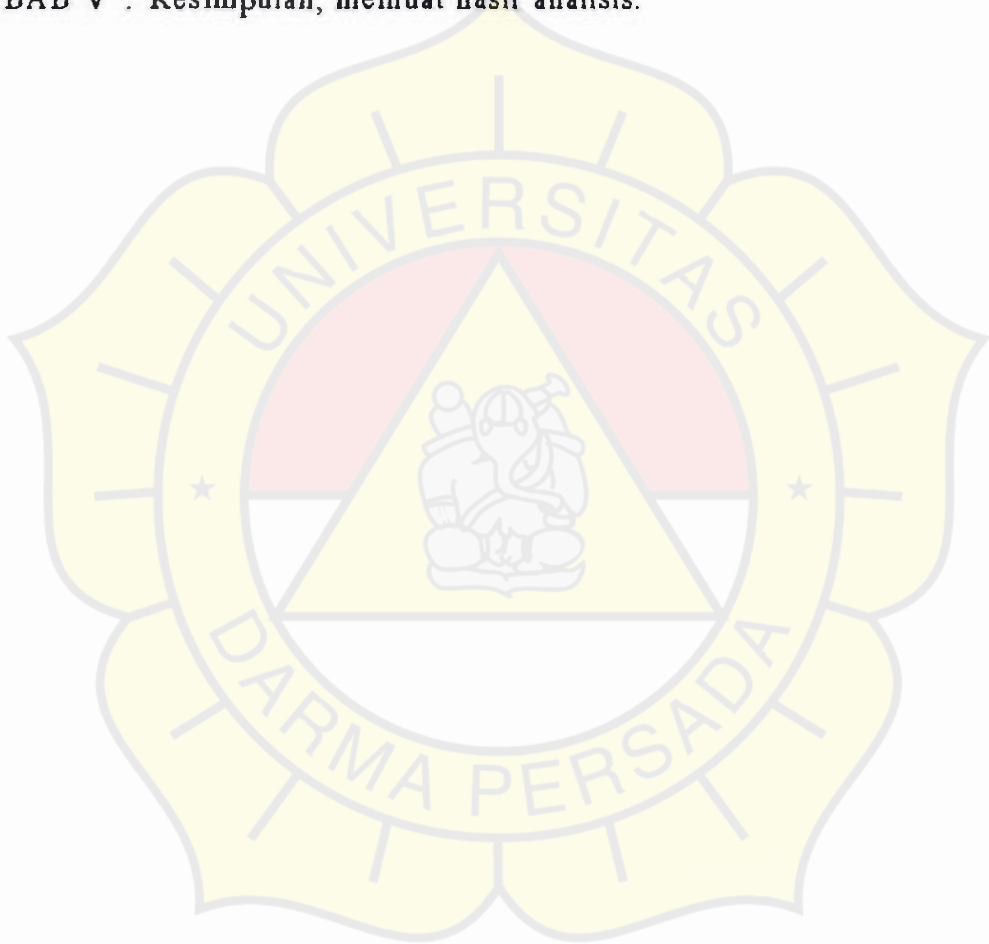 BAB V : Kesimpulan, memuat hasil analisis.
UNIVERSITAS
DARMA PERSADA